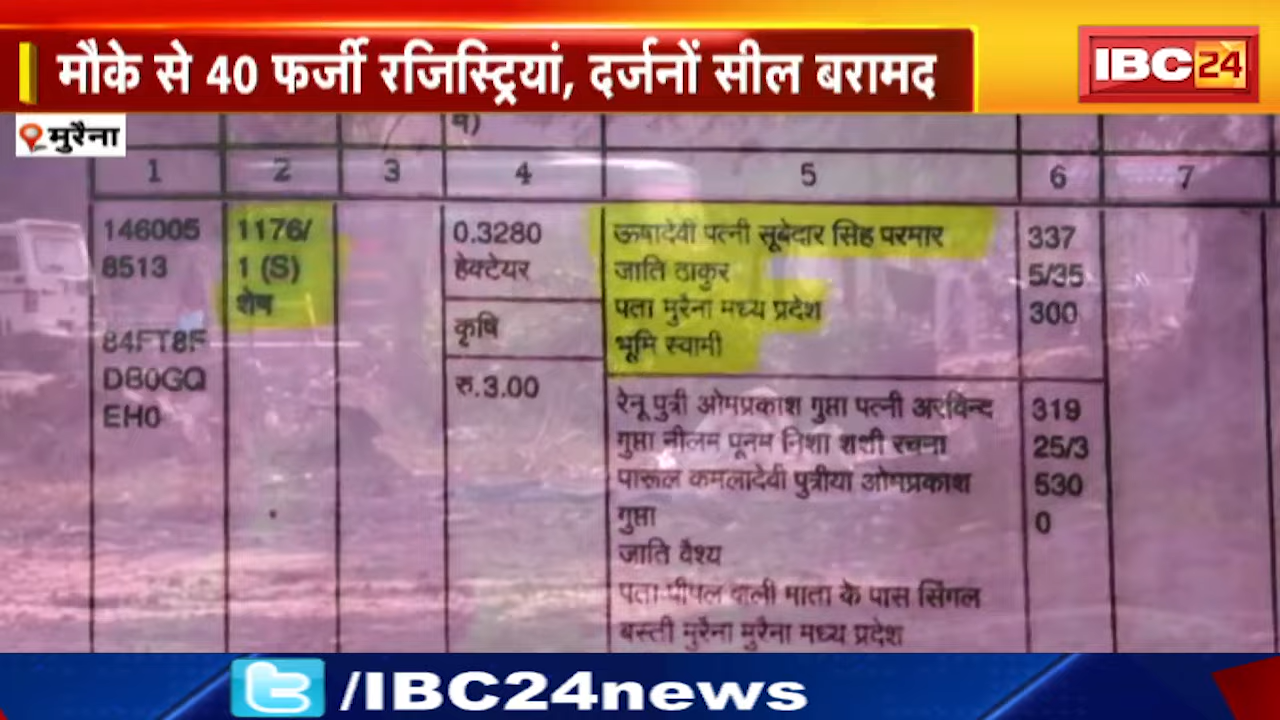 मौके से 40 फर्जी रजिस्ट्रियां, दर्जनों सील बरामद
IBC24
मुरैना
1 2 3 4 5 6 7
146005
8513
84FT8F
DB0GQ
EH0
1176/
1 (S)
शेष
0.3280
हेक्टेयर
कृषि
रु.3.00
ऊषादेवी पत्नी सूबेदार सिंह परमार
जाति ठाकुर
पता मुरैना मध्य प्रदेश
भूमि स्वामी
रेनू पुत्री ओमप्रकाश गुप्ता पत्नी अरविन्द
गुप्ता नीलम पूनम निशा शशी रचना
पारूल कमलादेवी पुत्रीया ओमप्रकाश
गुप्ता
जाति वैश्य
पता पीपल वाली माता के पास सिंगल
बस्ती मुरैना मुरैना मध्य प्रदेश
337
5/35
300
319
25/3
530
0
/IBC24news